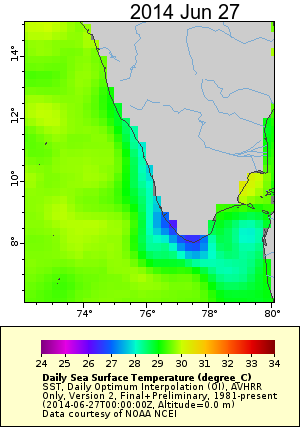 2014 Jun 27
14°
12°
10°
8°
74°
76°
78°
80°
24 25 26 27 28 29 30 31 32 33 34
Daily Sea Surface Temperature (degree_C)
SST, Daily Optimum Interpolation (OI), AVHRR
Only, Version 2, Final+Preliminary, 1981-present
(2014-06-27T00:00:00Z, Altitude=0.0 m)
Data courtesy of NOAA NCEI